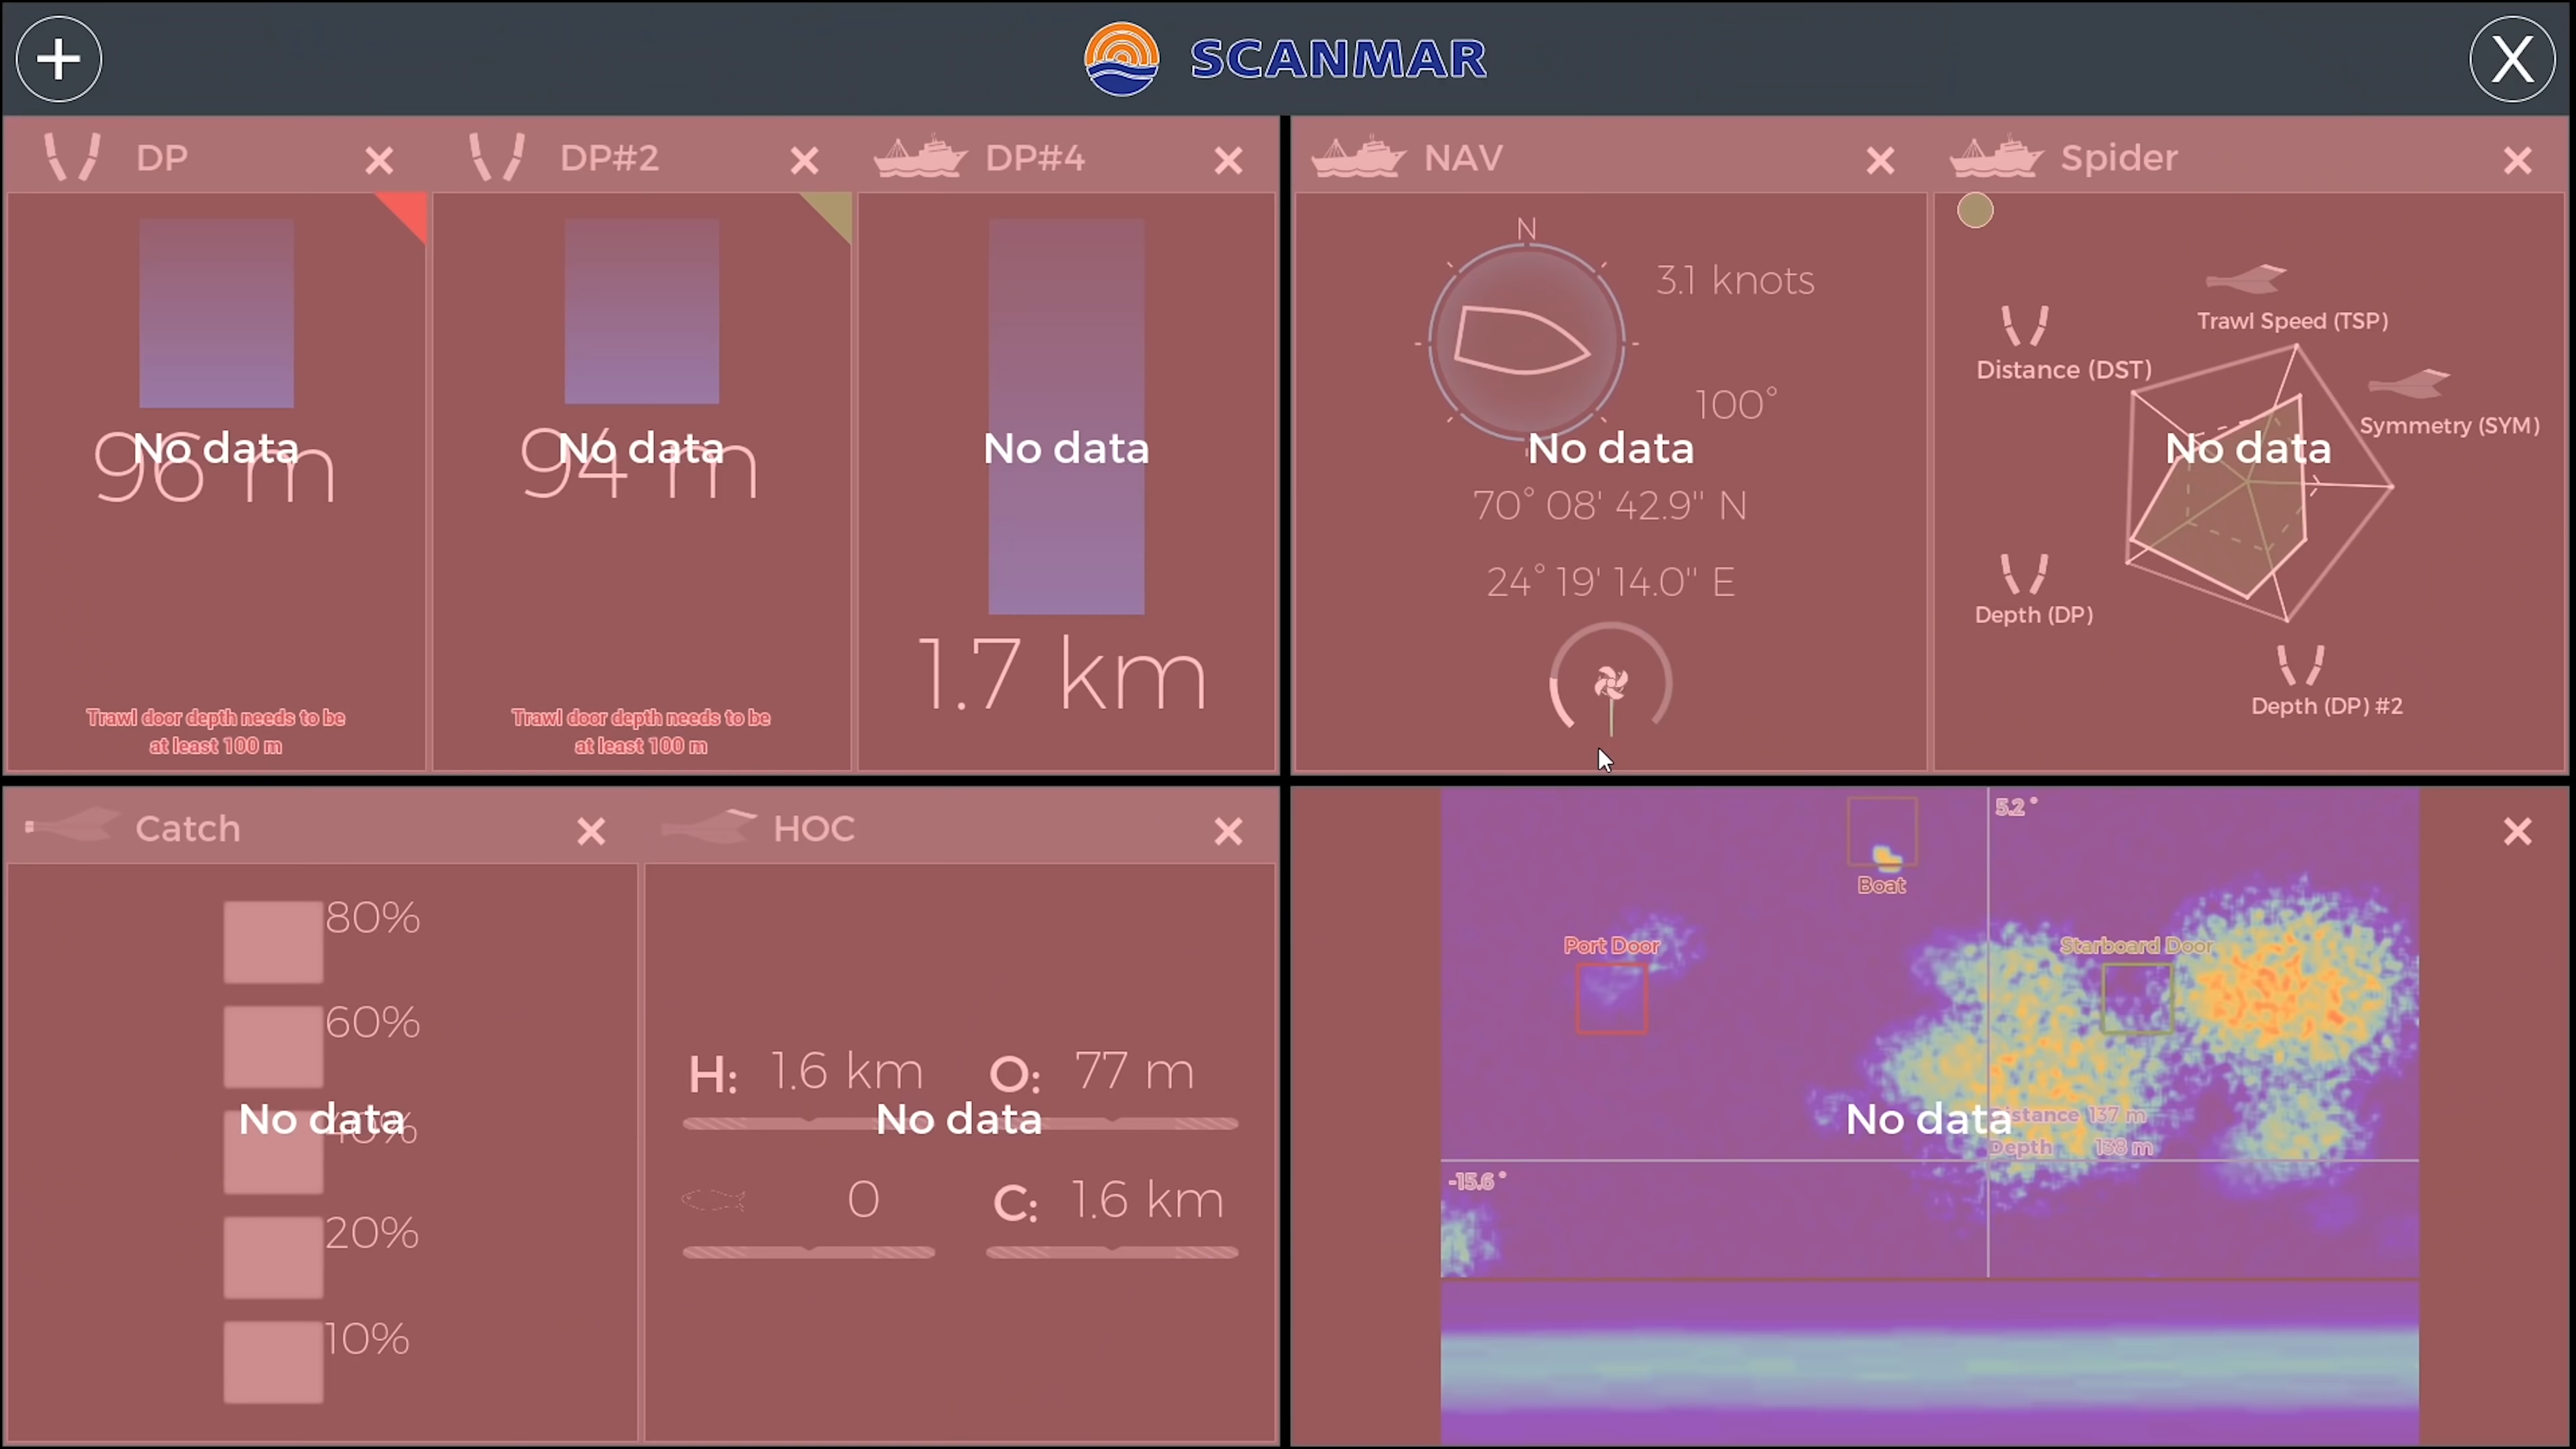 SCANMAR
X
DP
DP#2
DP#4
NAV
Spider
No data
96 m
Trawl door depth needs to be
at least 100 m
No data
94 m
Trawl door depth needs to be
at least 100 m
No data
1.7 km
N
3.1 knots
100°
No data
70° 08' 42.9" N
24° 19' 14.0" E
Trawl Speed (TSP)
Distance (DST)
Symmetry (SYM)
No data
Depth (DP)
Depth (DP) #2
Catch
HOC
80%
60%
No data
40%
20%
10%
H: 1.6 km
O: 77 m
No data
0
C: 1.6 km
5.2°
Boat
Port Door
Starboard Door
No data
Distance 137 m
Depth 138 m
-15.6°